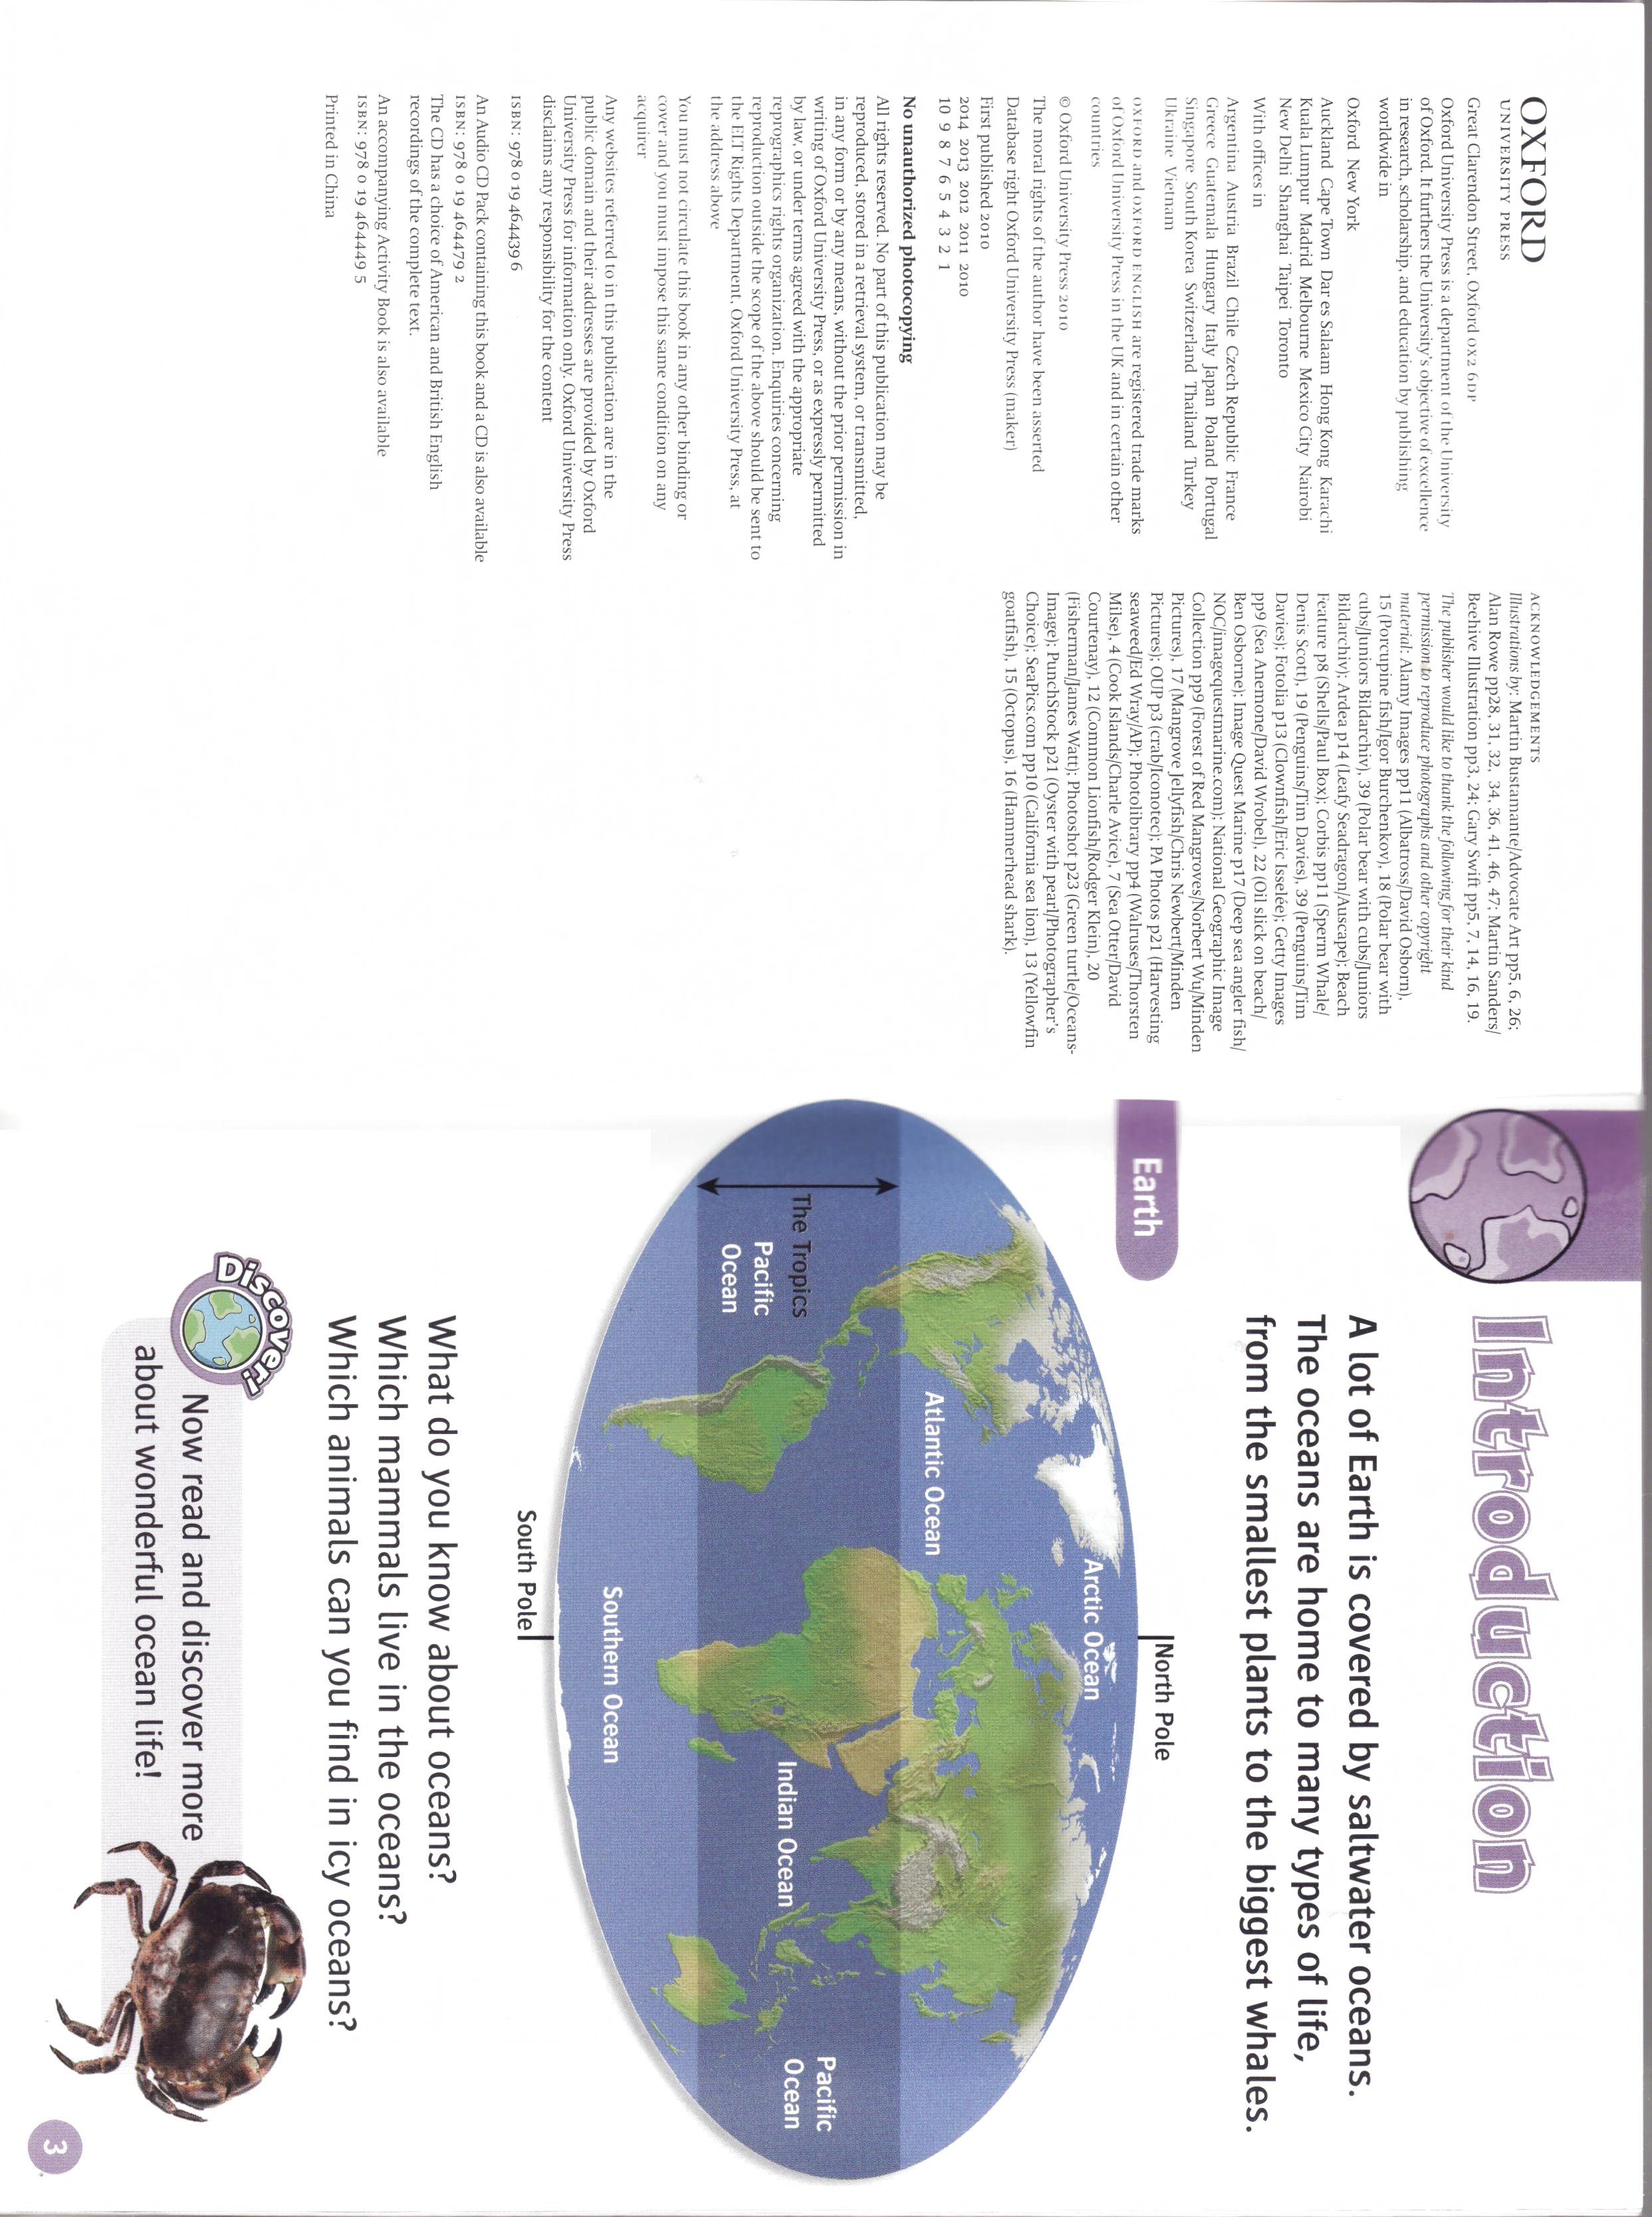 OXFORD
UNIVERSITY PRESS
Great Clarendon Street, Oxford OX2 6DP
Oxford University Press is a department of the University
of Oxford. It furthers the University's objective of excellence
in research, scholarship, and education by publishing
worldwide in
Oxford New York
Auckland Cape Town Dar es Salaam Hong Kong Karachi
Kuala Lumpur Madrid Melbourne Mexico City Nairobi
New Delhi Shanghai Taipei Toronto
With offices in
Argentina Austria Brazil Chile Czech Republic France
Greece Guatemala Hungary Italy Japan Poland Portugal
Singapore South Korea Switzerland Thailand Turkey
Ukraine Vietnam
OXFORD and OXFORD ENGLISH are registered trade marks
of Oxford University Press in the UK and in certain other
countries
© Oxford University Press 2010
The moral rights of the author have been asserted
Database right Oxford University Press (maker)
First published 2010
2014 2013 2012 2011 2010
10 9 8 7 6 5 4 3 2 1
No unauthorized photocopying
All rights reserved. No part of this publication may be
reproduced, stored in a retrieval system, or transmitted,
in any form or by any means, without the prior permission in
writing of Oxford University Press, or as expressly permitted
by law, or under terms agreed with the appropriate
reprographics rights organization. Enquiries concerning
reproduction outside the scope of the above should be sent to
the ELT Rights Department, Oxford University Press, at
the address above
You must not circulate this book in any other binding or
cover and you must impose this same condition on any
acquirer
Any websites referred to in this publication are in the
public domain and their addresses are provided by Oxford
University Press for information only. Oxford University Press
disclaims any responsibility for the content
ISBN: 978 0 19 464439 6
An Audio CD Pack containing this book and a CD is also available
ISBN: 978 0 19 464479 2
The CD has a choice of American and British English
recordings of the complete text.
An accompanying Activity Book is also available
ISBN: 978 0 19 464449 5
Printed in China
ACKNOWLEDGEMENTS
Illustrations by: Martin Bustamante/Advocate Art pp5, 6, 26;
Alan Rowe pp28, 31, 32, 34, 36, 41, 46, 47; Martin Sanders/
Beehive Illustration pp3, 24; Gary Swift pp5, 7, 14, 16, 19.
The publisher would like to thank the following for their kind
permission to reproduce photographs and other copyright
material: Alamy Images pp11 (Albatross/David Osborn),
15 (Porcupine fish/Igor Burchenkov), 18 (Polar bear with
cubs/Juniors Bildarchiv), 39 (Polar bear with cubs/Juniors
Bildarchiv); Ardea p14 (Leafy Seadragon/Auscape); Beach
Feature p8 (Shells/Paul Box); Corbis pp11 (Sperm Whale/
Denis Scott), 19 (Penguins/Tim Davies), 39 (Penguins/Tim
Davies); Fotolia p13 (Clownfish/Eric Isselée); Getty Images
pp9 (Sea Anemone/David Wrobel), 22 (Oil slick on beach/
Ben Osborne); Image Quest Marine p17 (Deep sea angler fish/
NOC/imagequestmarine.com); National Geographic Image
Collection pp9 (Forest of Red Mangroves/Norbert Wu/Minden
Pictures), 17 (Mangrove Jellyfish/Chris Newbert/Minden
Pictures); OUP p3 (crab/Iconotec); PA Photos p21 (Harvesting
seaweed/Ed Wray/AP); Photolibrary pp4 (Walruses/Thorsten
Milse), 4 (Cook Islands/Charlie Avice), 7 (Sea Otter/David
Courtenay), 12 (Common Lionfish/Rodger Klein), 20
(Fisherman/James Watt); Photoshot p23 (Green turtle/Oceans-
Image); PunchStock p21 (Oyster with pearl/Photographer's
Choice); SeaPics.com pp10 (California sea lion), 13 (Yellowfin
goatfish), 15 (Octopus), 16 (Hammerhead shark).
Introduction
A lot of Earth is covered by saltwater oceans.
The oceans are home to many types of life,
from the smallest plants to the biggest whales.
Earth
North Pole
Arctic Ocean
Atlantic Ocean
The Tropics
Pacific
Ocean
Indian Ocean
Pacific
Ocean
Southern Ocean
South Pole
What do you know about oceans?
Which mammals live in the oceans?
Which animals can you find in icy oceans?
Discover!
Now read and discover more
about wonderful ocean life!
3